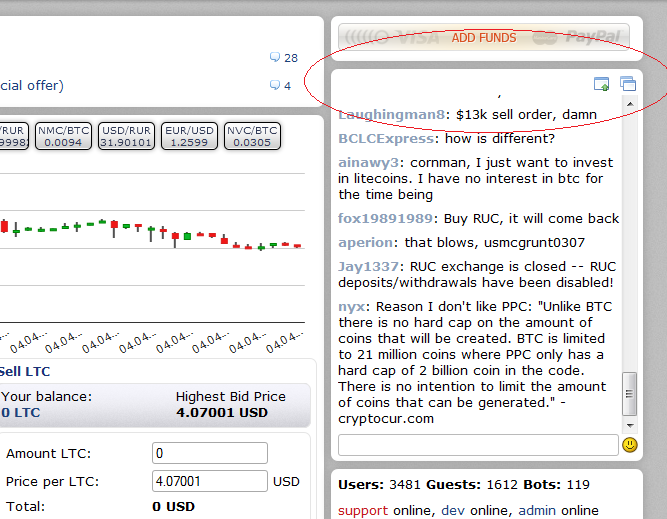 VISA ADD FUNDS PayPal
28
cial offer)
4
/RUR NMC/BTC USD/RUR EUR/USD NVC/BTC
0.0094 31.90101 1.2599 0.0305
Laughingman8: $13k sell order, damn
BCLCExpress: how is different?
ainawy3: cornman, I just want to invest
in litecoins. I have no interest in btc for
the time being
fox19891989: Buy RUC, it will come back
aperion: that blows, usmcgrunt0307
Jay1337: RUC exchange is closed -- RUC
deposits/withdrawals have been disabled!
nyx: Reason I don't like PPC: "Unlike BTC
there is no hard cap on the amount of
coins that will be created. BTC is limited
to 21 million coins where PPC only has a
hard cap of 2 billion coin in the code.
There is no intention to limit the amount
of coins that can be generated." -
cryptocur.com
04.04... 04.04... 04.04... 04.04... 04.04... 04.04... 04.04...
Sell LTC
Your balance: Highest Bid Price
0 LTC 4.07001 USD
Amount LTC: 0
Price per LTC: 4.07001 USD
Total: 0 USD
Users: 3481 Guests: 1612 Bots: 119
support online, dev online, admin online